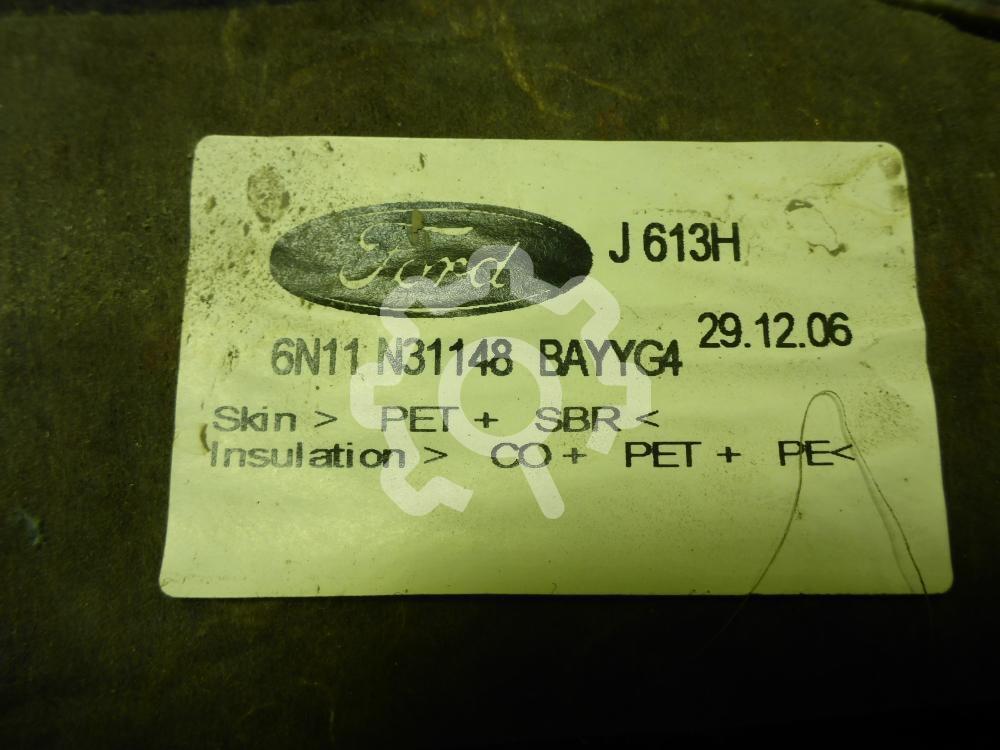 Ford
J 613H
6N11 N31148 BAYYG4
29.12.06
Skin > PET + SBR <
Insulation > CO + PET + PE<